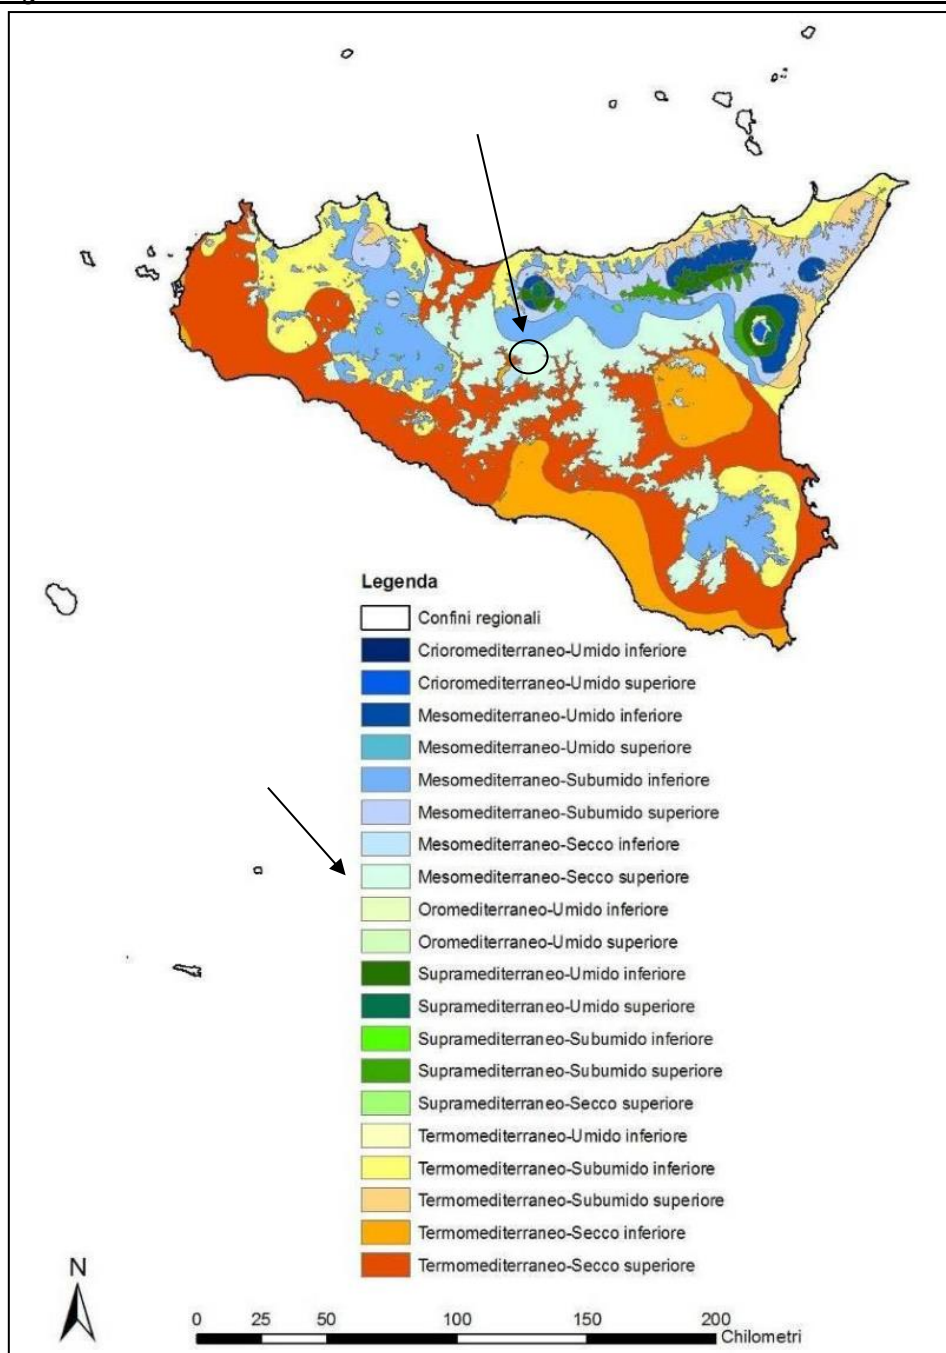 Legenda
Confini regionali
Crioromediterraneo-Umido inferiore
Crioromediterraneo-Umido superiore
Mesomediterraneo-Umido inferiore
Mesomediterraneo-Umido superiore
Mesomediterraneo-Subumido inferiore
Mesomediterraneo-Subumido superiore
Mesomediterraneo-Secco inferiore
Mesomediterraneo-Secco superiore
Oromediterraneo-Umido inferiore
Oromediterraneo-Umido superiore
Supramediterraneo-Umido inferiore
Supramediterraneo-Umido superiore
Supramediterraneo-Subumido inferiore
Supramediterraneo-Subumido superiore
Supramediterraneo-Secco superiore
Termomediterraneo-Umido inferiore
Termomediterraneo-Subumido inferiore
Termomediterraneo-Subumido superiore
Termomediterraneo-Secco inferiore
Termomediterraneo-Secco superiore
N
0 25 50 100 150 200
Chilometri